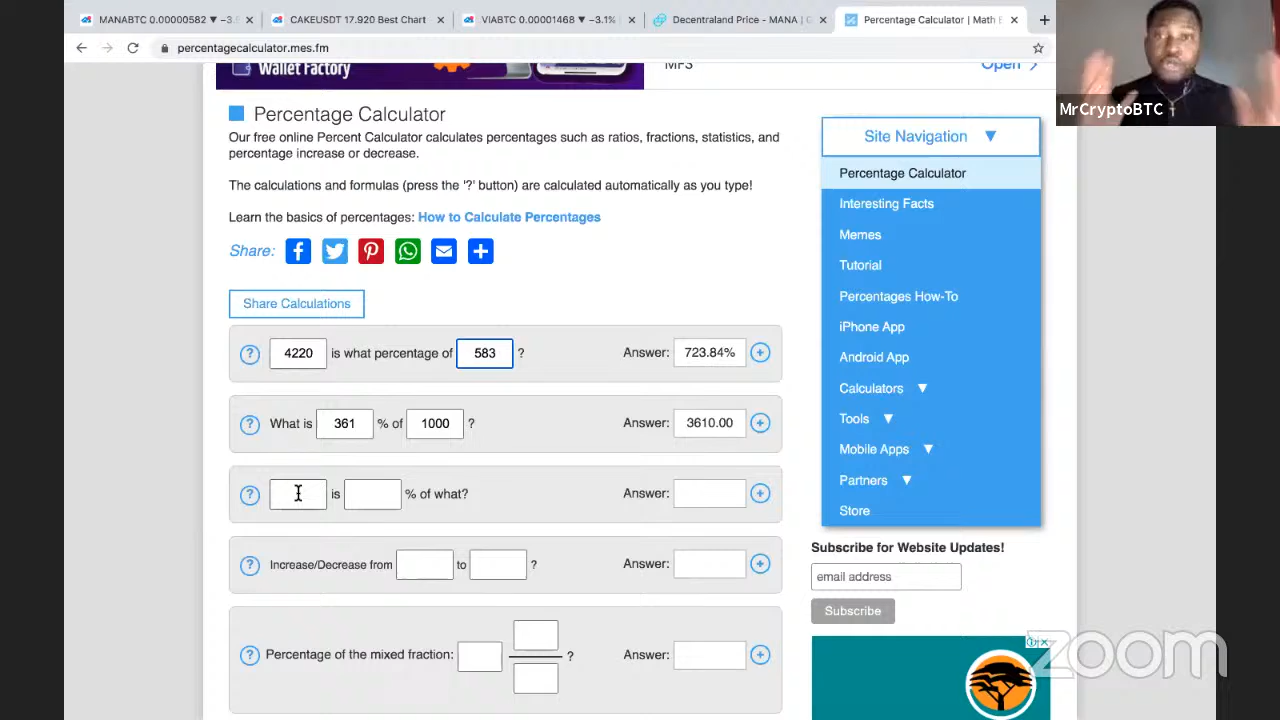 MANABTC 0.00000582 ▼ −3.
CAKEUSDT 17.920 Best Chart
VIABTC 0.00001468 ▼ −3.1%
Decentraland Price - MANA |
Percentage Calculator | Math
percentagecalculator.mes.fm
MrCryptoBTC
Wallet Factory
MFS
Open
Percentage Calculator
Our free online Percent Calculator calculates percentages such as ratios, fractions, statistics, and
percentage increase or decrease.
The calculations and formulas (press the '?' button) are calculated automatically as you type!
Learn the basics of percentages: How to Calculate Percentages
Share:
Share Calculations
? 4220 is what percentage of 583 ? Answer: 723.84% +
? What is 361 % of 1000 ? Answer: 3610.00 +
? is % of what? Answer: +
? Increase/Decrease from to ? Answer: +
? Percentage of the mixed fraction: ? Answer: +
Site Navigation ▼
Percentage Calculator
Interesting Facts
Memes
Tutorial
Percentages How-To
iPhone App
Android App
Calculators ▼
Tools ▼
Mobile Apps ▼
Partners ▼
Store
Subscribe for Website Updates!
email address
Subscribe
zoom